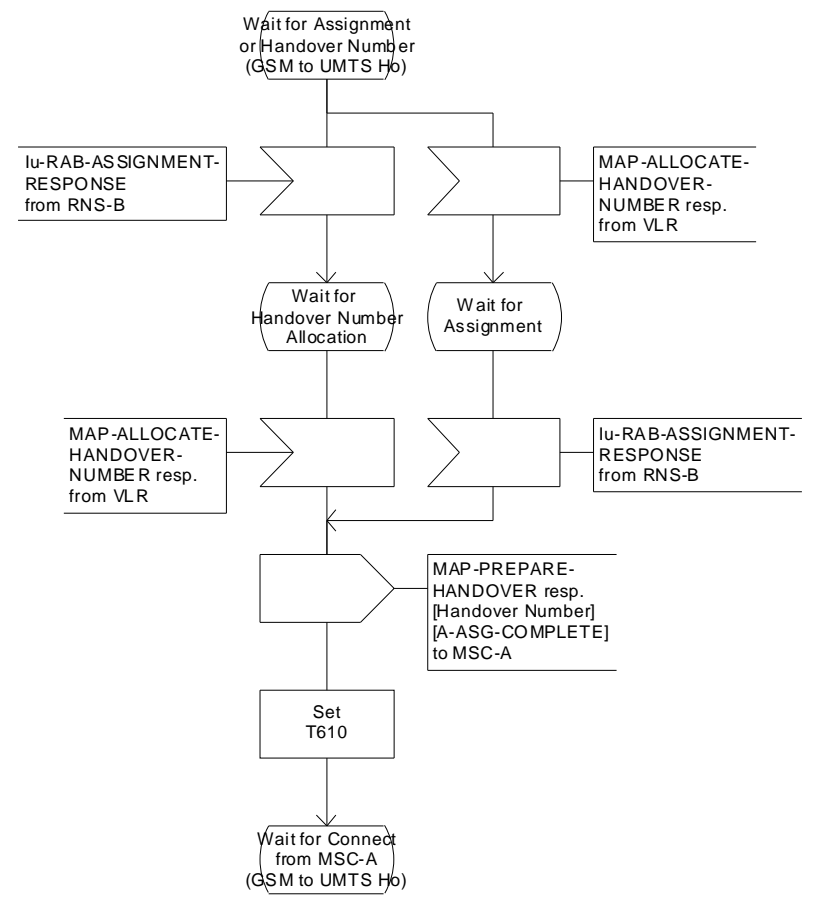 Wait for Assignment
or Handover Number
(GSM to UMTS Ho)
Iu-RAB-ASSIGNMENT-
RESPONSE
from RNS-B
MAP-ALLOCATE-
HANDOVER-
NUMBER resp.
from VLR
Wait for
Handover Number
Allocation
Wait for
Assignment
MAP-ALLOCATE-
HANDOVER-
NUMBER resp.
from VLR
Iu-RAB-ASSIGNMENT-
RESPONSE
from RNS-B
MAP-PREPARE-
HANDOVER resp.
[Handover Number]
[A-ASG-COMPLETE]
to MSC-A
Set
T610
Wait for Connect
from MSC-A
(GSM to UMTS Ho)